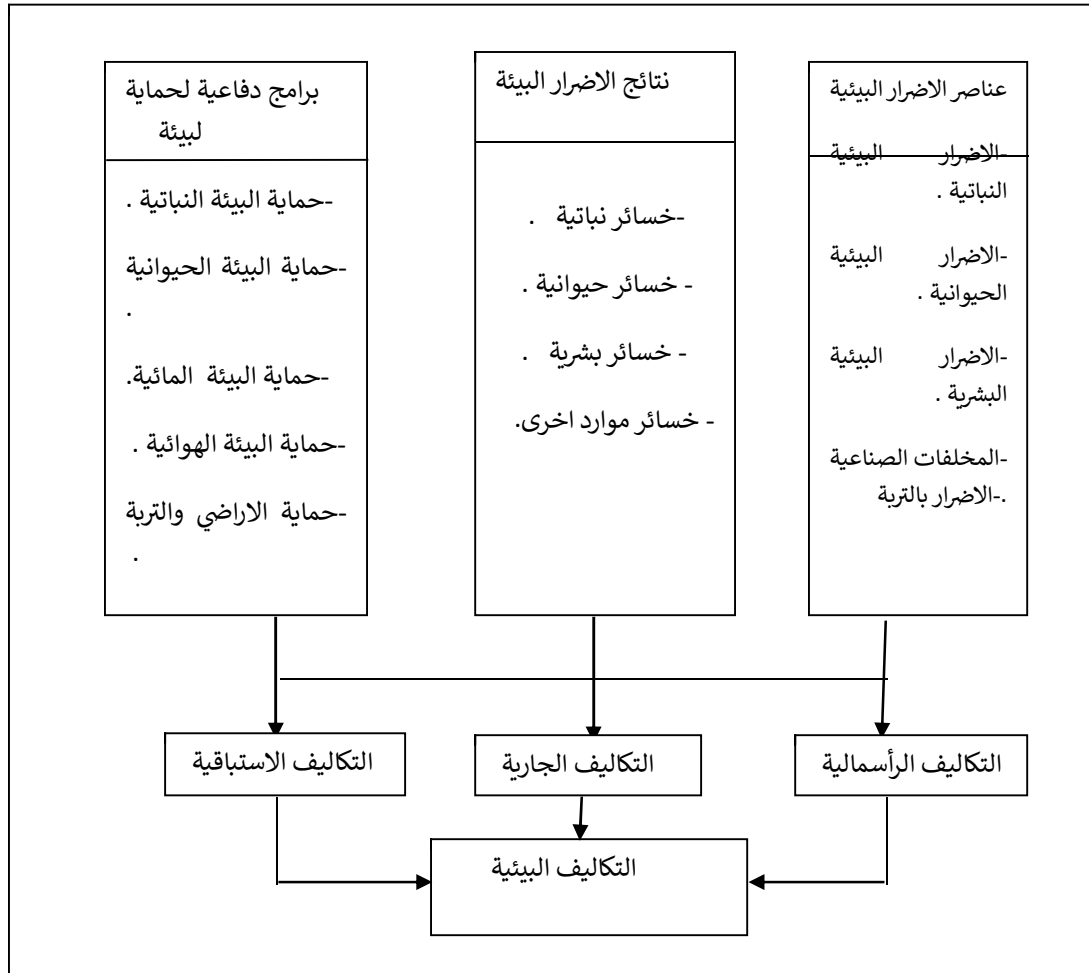 عناصر الاضرار البيئية
-الاضرار البيئية
النباتية .
-الاضرار البيئية
الحيوانية .
-الاضرار البيئية
البشرية .
-المخلفات الصناعية
.-الاضرار بالتربة
نتائج الاضرار البيئة
-خسائر نباتية .
- خسائر حيوانية .
- خسائر بشرية .
- خسائر موارد اخرى.
برامج دفاعية لحماية
لبيئة
-حماية البيئة النباتية .
-حماية البيئة الحيوانية
.
-حماية البيئة المائية.
-حماية البيئة الهوائية .
-حماية الاراضي والتربة
.
التكاليف الرأسمالية
التكاليف الجارية
التكاليف الاستباقية
التكاليف البيئية